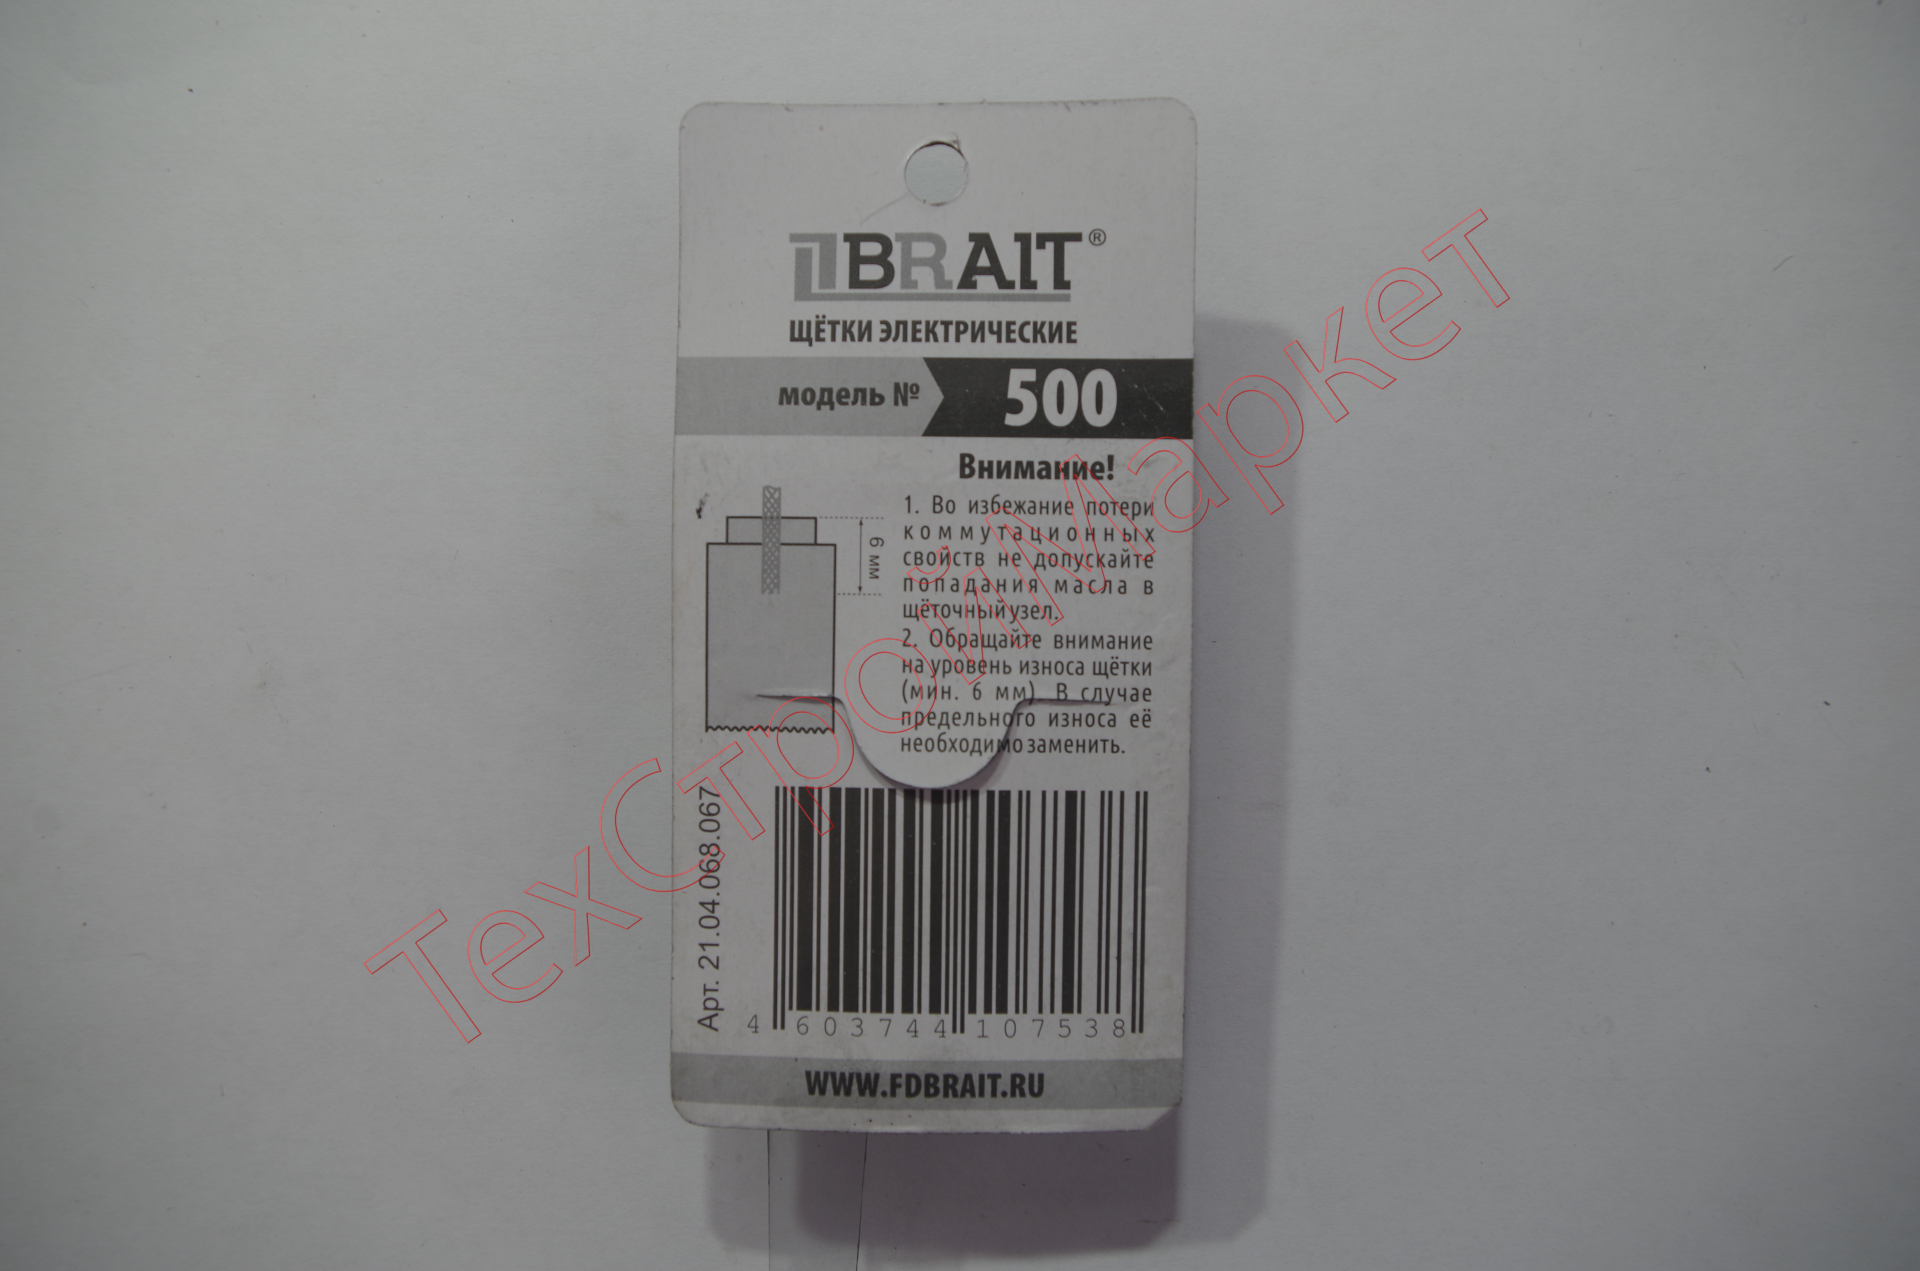 BRAIT®
ЩЁТКИ ЭЛЕКТРИЧЕСКИЕ
модель № 500
Внимание!
1. Во избежание потери
коммутационных
свойств не допускайте
попадания масла в
щёточный узел.
2. Обращайте внимание
на уровень износа щётки
(мин. 6 мм). В случае
предельного износа её
необходимо заменить.
6 мм
Арт. 21.04.068.067
4 603744 107538
WWW.FDBRAIT.RU
ТехСтройМаркет